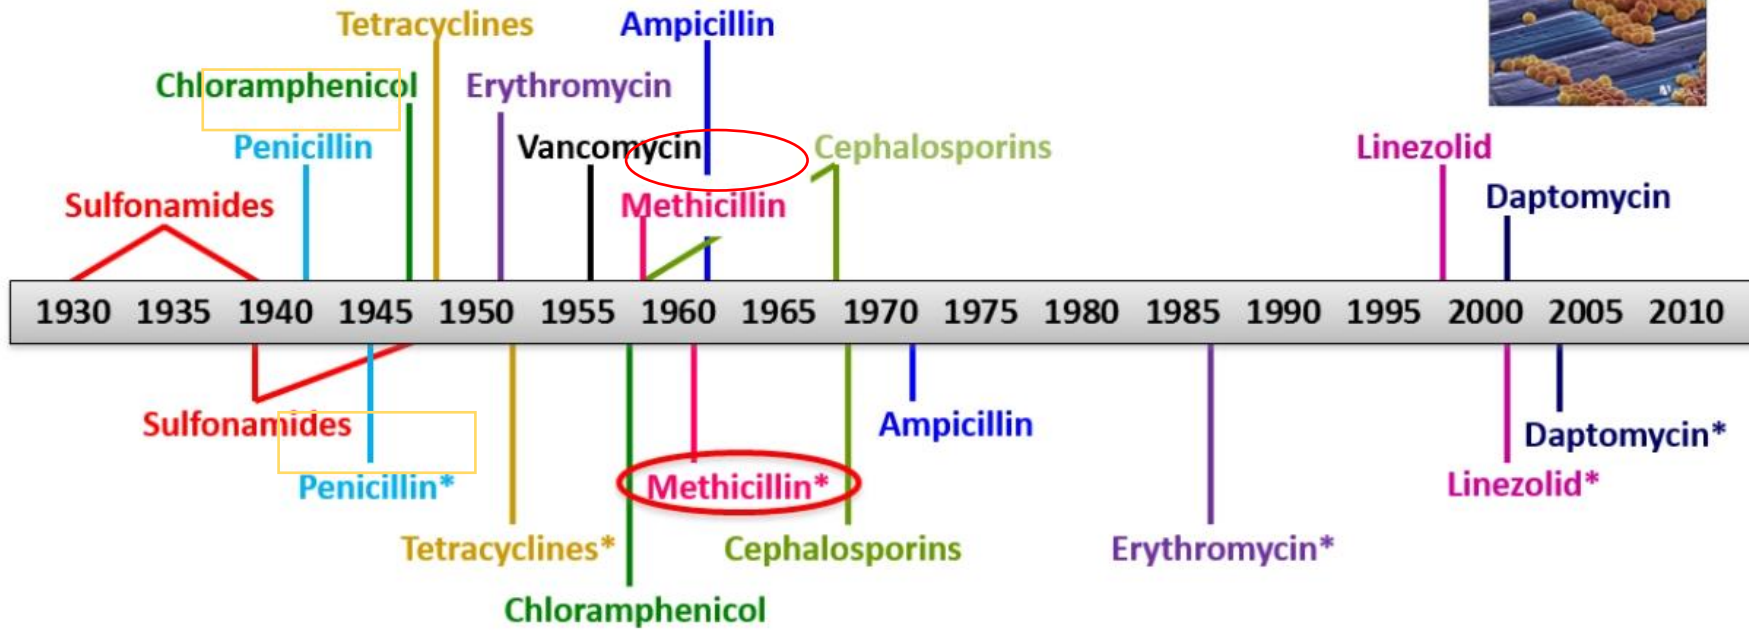 Tetracyclines Ampicillin
Chloramphenicol Erythromycin
Penicillin Vancomycin Cephalosporins Linezolid
Sulfonamides Methicillin Daptomycin
1930 1935 1940 1945 1950 1955 1960 1965 1970 1975 1980 1985 1990 1995 2000 2005 2010
Sulfonamides Ampicillin Daptomycin*
Penicillin* Methicillin* Linezolid*
Tetracyclines* Cephalosporins Erythromycin*
Chloramphenicol